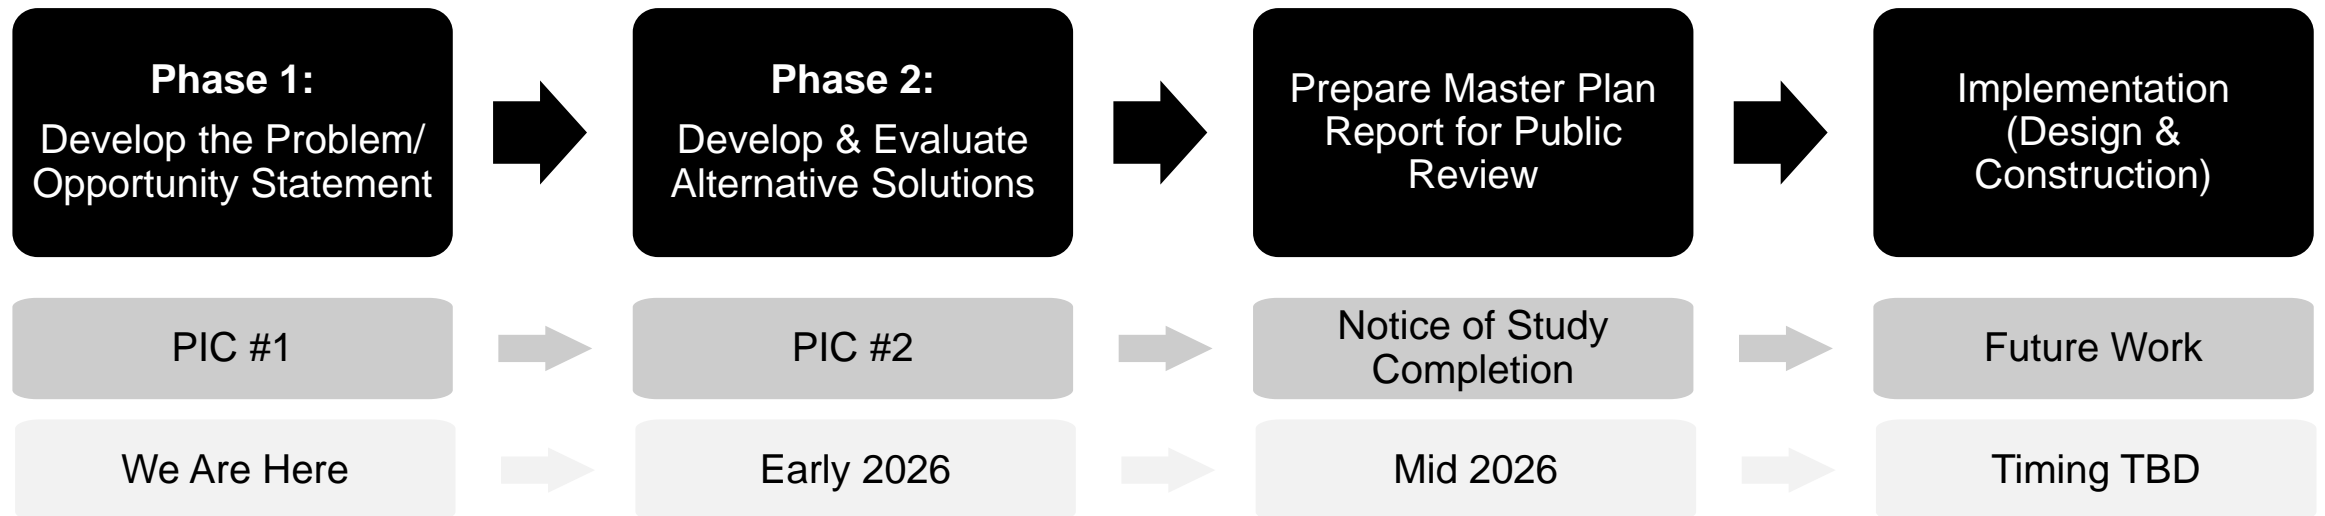 Phase 1:
Develop the Problem/
Opportunity Statement
Phase 2:
Develop & Evaluate
Alternative Solutions
Prepare Master Plan
Report for Public
Review
Implementation
(Design &
Construction)
PIC #1
PIC #2
Notice of Study
Completion
Future Work
We Are Here
Early 2026
Mid 2026
Timing TBD